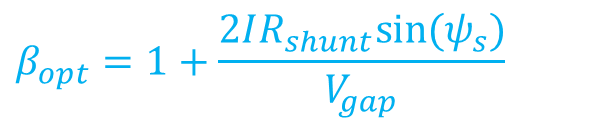 β_opt = 1 + 2IR_shunt sin(ψ_s) / V_gap